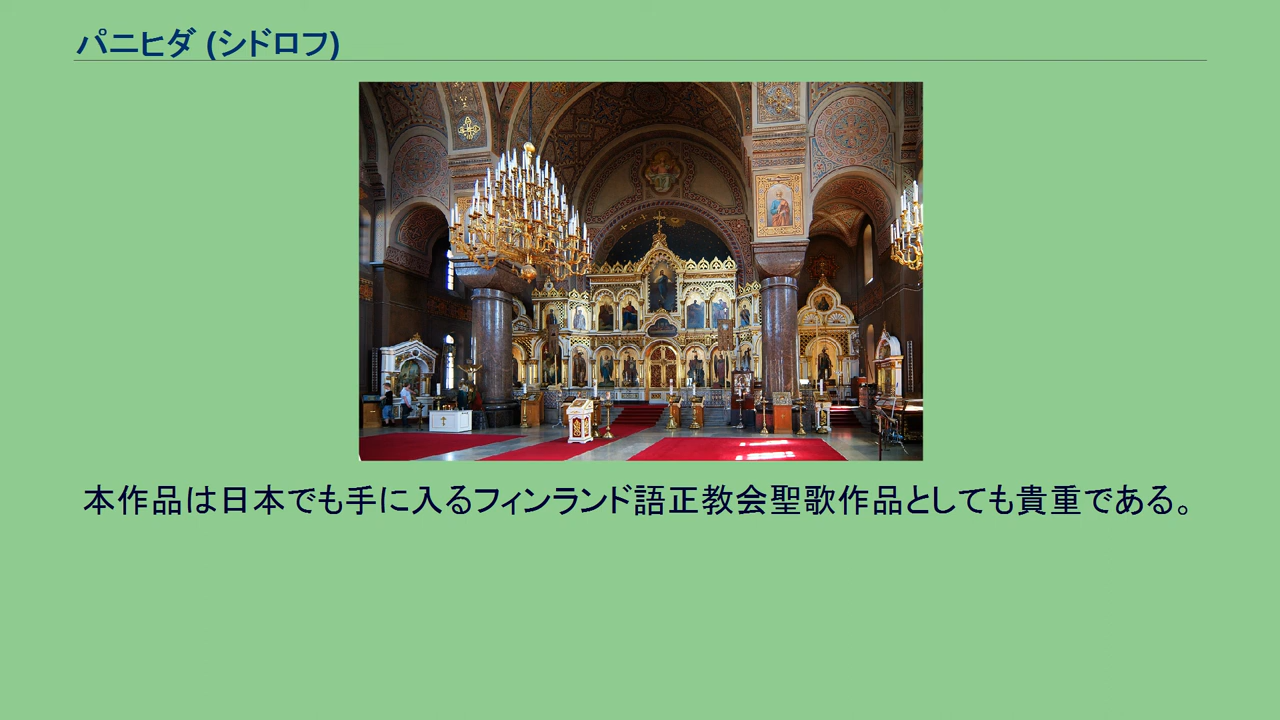 パニヒダ (シドロフ)
本作品は日本でも手に入るフィンランド語正教会聖歌作品としても貴重である。